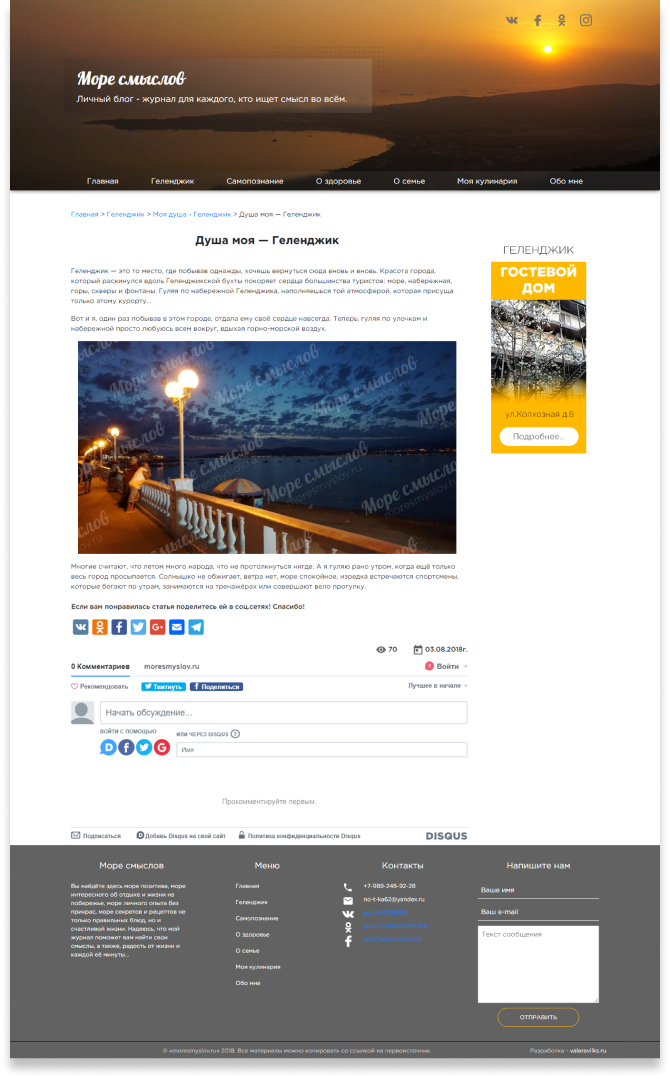 Море смыслов
Личный блог - журнал для каждого, кто ищет смысл во всём.
Главная Геленджик Самопознание О здоровье О семье Моя кулинария Обо мне
Главная > Геленджик > Моя душа - Геленджик > Душа моя — Геленджик
Душа моя — Геленджик
Геленджик — это то место, где побывав однажды, хочешь вернуться сюда вновь и вновь. Красота города,
который раскинулся вдоль Геленджикской бухты покоряет сердца большинства туристов: море, набережная,
горы, скверы и фонтаны. Гуляя по набережной Геленджика, наполняешься той атмосферой, которая присуща
только этому курорту...
Вот и я, один раз побывав в этом городе, отдала ему своё сердце навсегда. Теперь, гуляя по улочкам и
набережной просто любуюсь всем вокруг, вдыхая горно-морской воздух.
Море смыслов
moresmyslov.ru
Многие считают, что летом много народа, что не протолкнуться нигде. А я гуляю рано утром, когда ещё только
весь город просыпается. Солнышко не обжигает, ветра нет, море спокойное, изредка встречаются спортсмены,
которые бегают по утрам, занимаются на тренажёрах или совершают вело прогулку.
Если вам понравилась статья поделитесь ей в соц.сетях! Спасибо!
70 03.08.2018г.
0 Комментариев moresmyslov.ru Войти
Рекомендовать Твитнуть Поделиться Лучшее в начале
Начать обсуждение...
ВОЙТИ С ПОМОЩЬЮ ИЛИ ЧЕРЕЗ DISQUS ?
Имя
Прокомментируйте первым.
Подписаться Добавь Disqus на свой сайт Политика конфиденциальности Disqus DISQUS
ГЕЛЕНДЖИК
ГОСТЕВОЙ
ДОМ
ул.Колхозная д.8
Подробнее...
Море смыслов
Вы найдёте здесь море позитива, море
интересного об отдыхе и жизни на
побережье, море личного опыта без
прикрас, море секретов и рецептов не
только правильных блюд, но и
счастливой жизни. Надеюсь, что мой
журнал поможет вам найти свои
смыслы, а также, радость от жизни и
каждой её минуты...
Меню
Главная
Геленджик
Самопознание
О здоровье
О семье
Моя кулинария
Обо мне
Контакты
+7-989-248-92-28
no-t-ka62@yandex.ru
Напишите нам
Ваше имя
Ваш e-mail
Текст сообщения
ОТПРАВИТЬ
© «moresmyslov.ru» 2018. Все материалы можно копировать со ссылкой на первоисточник.
Разработка - valeravilks.ru